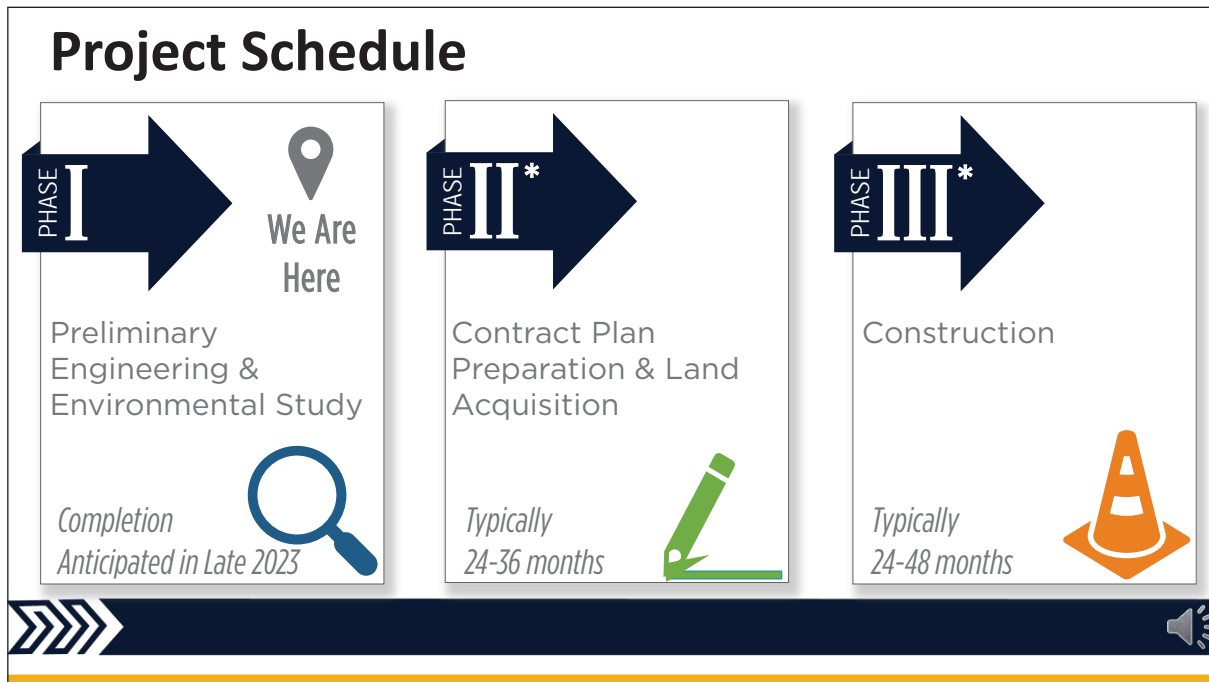 Project Schedule
PHASE I
We Are
Here
Preliminary
Engineering &
Environmental Study
Completion
Anticipated in Late 2023
PHASE II*
Contract Plan
Preparation & Land
Acquisition
Typically
24-36 months
PHASE III*
Construction
Typically
24-48 months